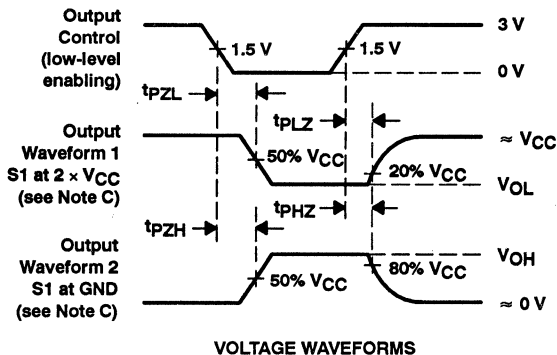 Output
Control
(low-level
enabling)
3 V
1.5 V
1.5 V
0 V
tPZL
tPLZ
Output
Waveform 1
S1 at 2 × VCC
(see Note C)
≈ VCC
50% VCC
20% VCC
VOL
tPZH
tPHZ
Output
Waveform 2
S1 at GND
(see Note C)
VOH
50% VCC
80% VCC
≈ 0 V
VOLTAGE WAVEFORMS